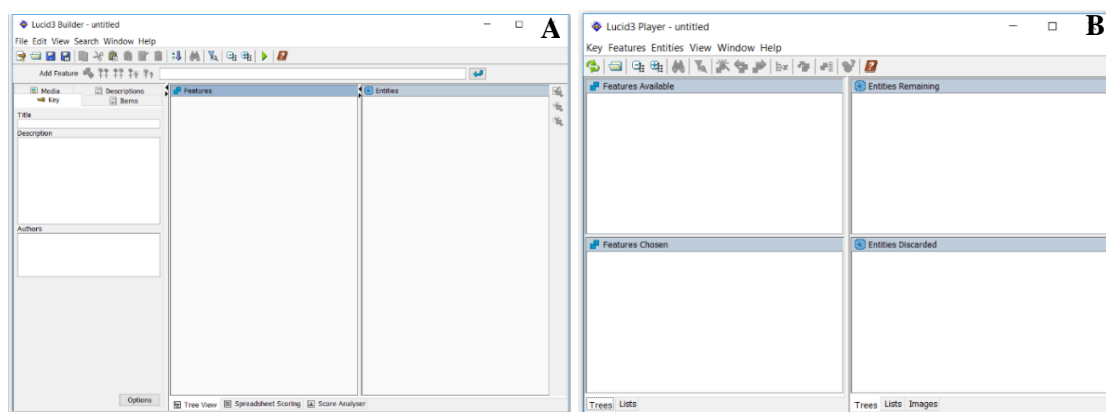 Lucid3 Builder - untitled
A
File Edit View Search Window Help
Add Feature
Media Descriptions
Key Items
Title
Description
Authors
Options
Features
Entities
Tree View Spreadsheet Scoring Score Analyser
Lucid3 Player - untitled
B
Key Features Entities View Window Help
Features Available
Entities Remaining
Features Chosen
Entities Discarded
Trees Lists
Trees Lists Images